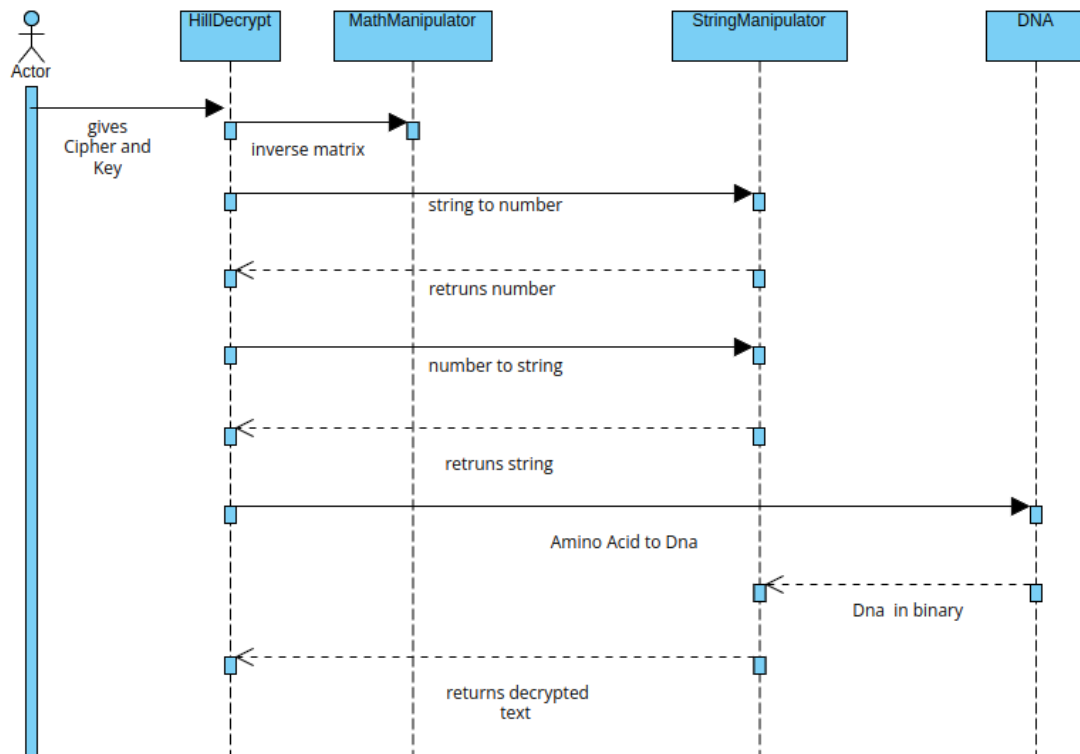 HillDecrypt
MathManipulator
StringManipulator
DNA
Actor
gives
Cipher and
Key
inverse matrix
string to number
retruns number
number to string
retruns string
Amino Acid to Dna
Dna in binary
returns decrypted
text